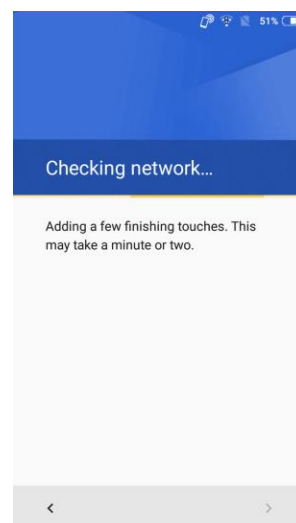 51%
Checking network...
Adding a few finishing touches. This
may take a minute or two.